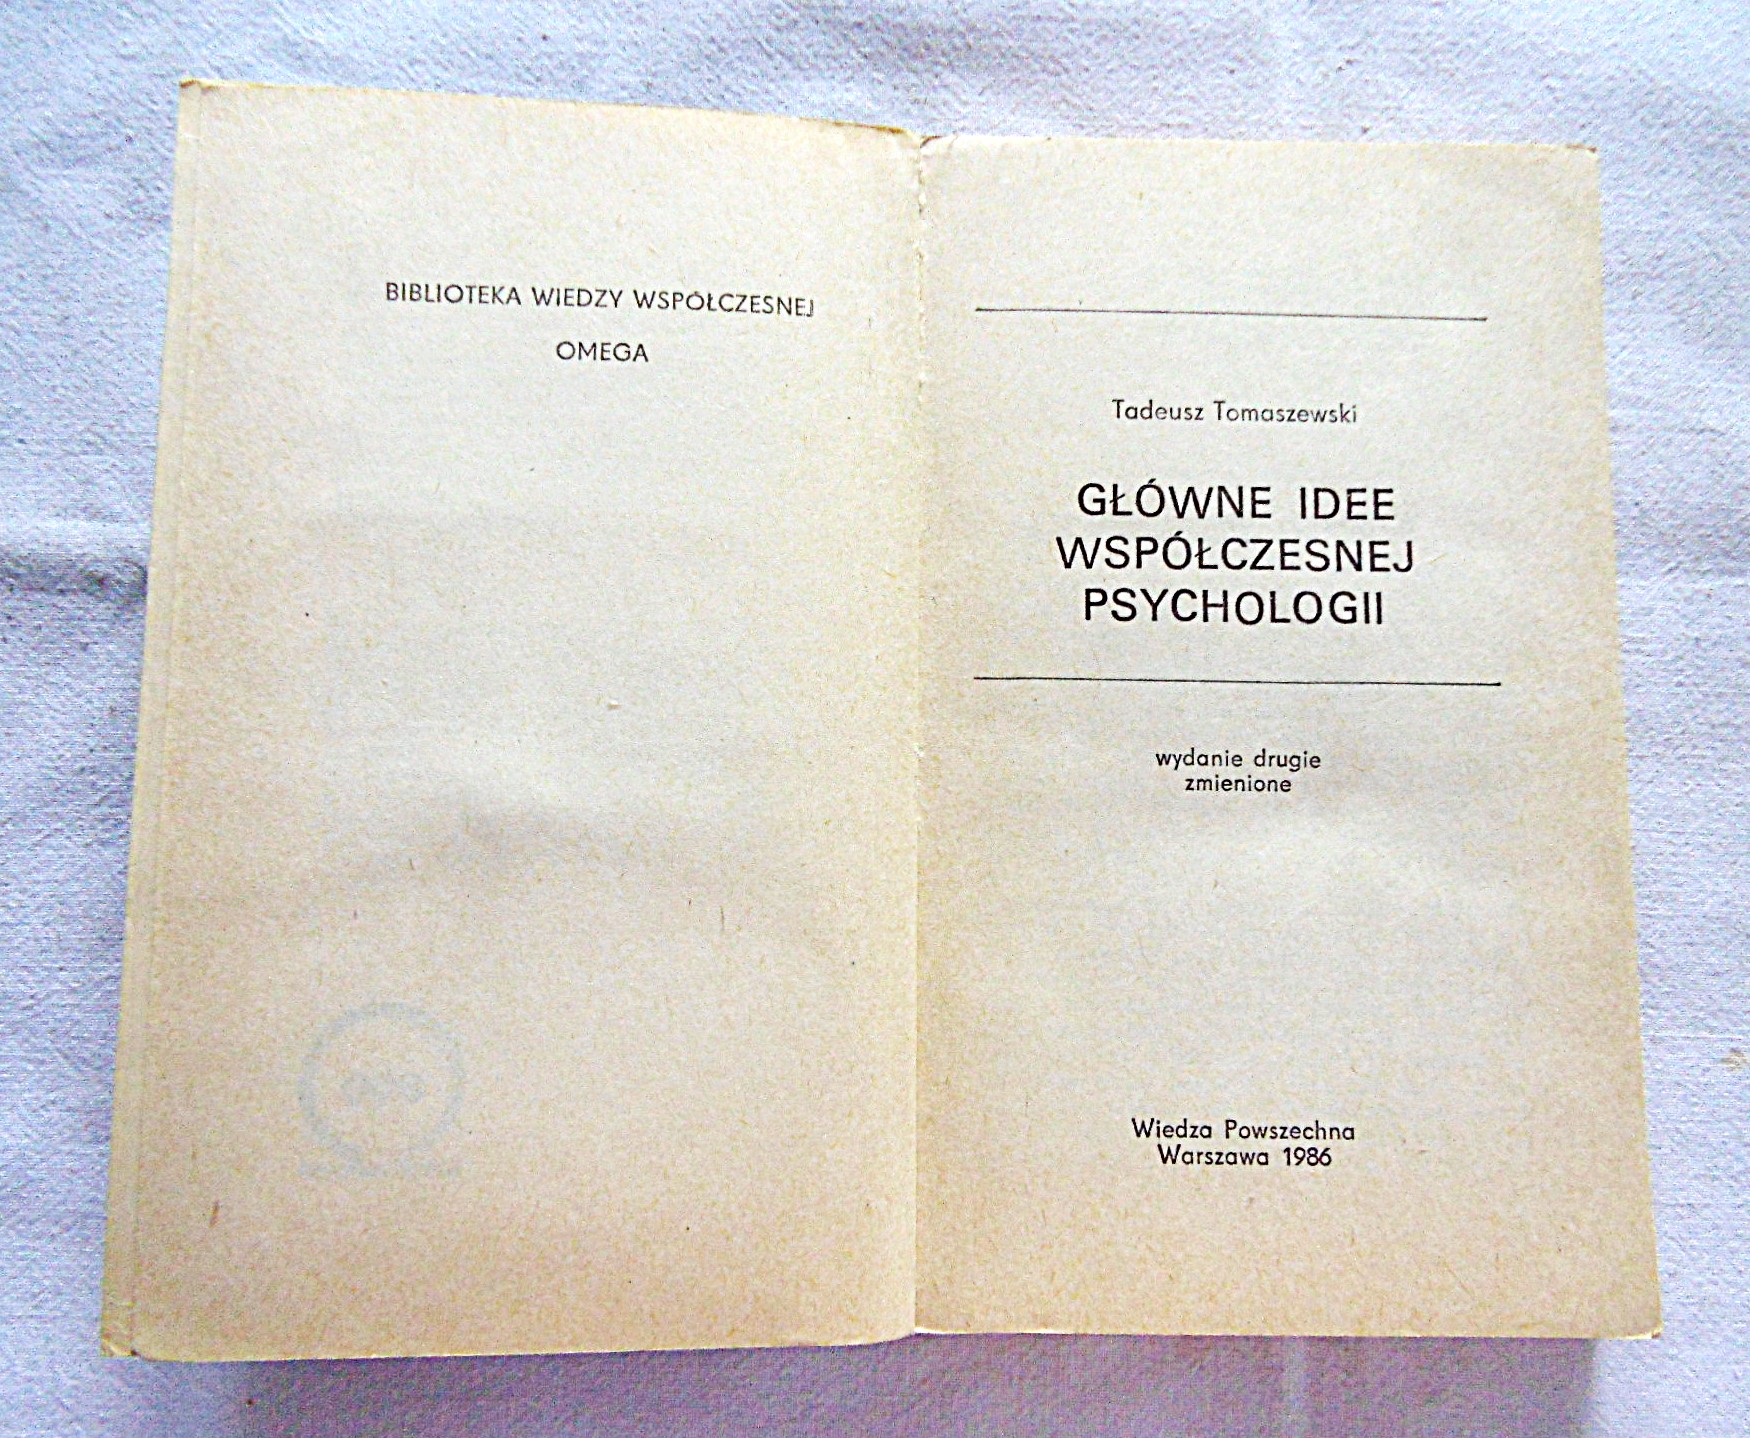 BIBLIOTEKA WIEDZY WSPÓŁCZESNEJ
OMEGA
Tadeusz Tomaszewski
GŁÓWNE IDEE
WSPÓŁCZESNEJ
PSYCHOLOGII
wydanie drugie
zmienione
Wiedza Powszechna
Warszawa 1986